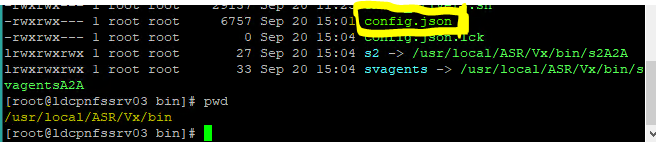 -rwxrwx--- 1 root root 6757 Sep 20 15:01 config.json
-rwxrwx--- 1 root root 0 Sep 20 15:04 config.json.lck
lrwxrwxrwx 1 root root 27 Sep 20 15:04 s2 -> /usr/local/ASR/Vx/bin/s2A2A
lrwxrwxrwx 1 root root 33 Sep 20 15:04 svagents -> /usr/local/ASR/Vx/bin/s
vagentsA2A
[root@ldcpnfssrv03 bin]# pwd
/usr/local/ASR/Vx/bin
[root@ldcpnfssrv03 bin]#